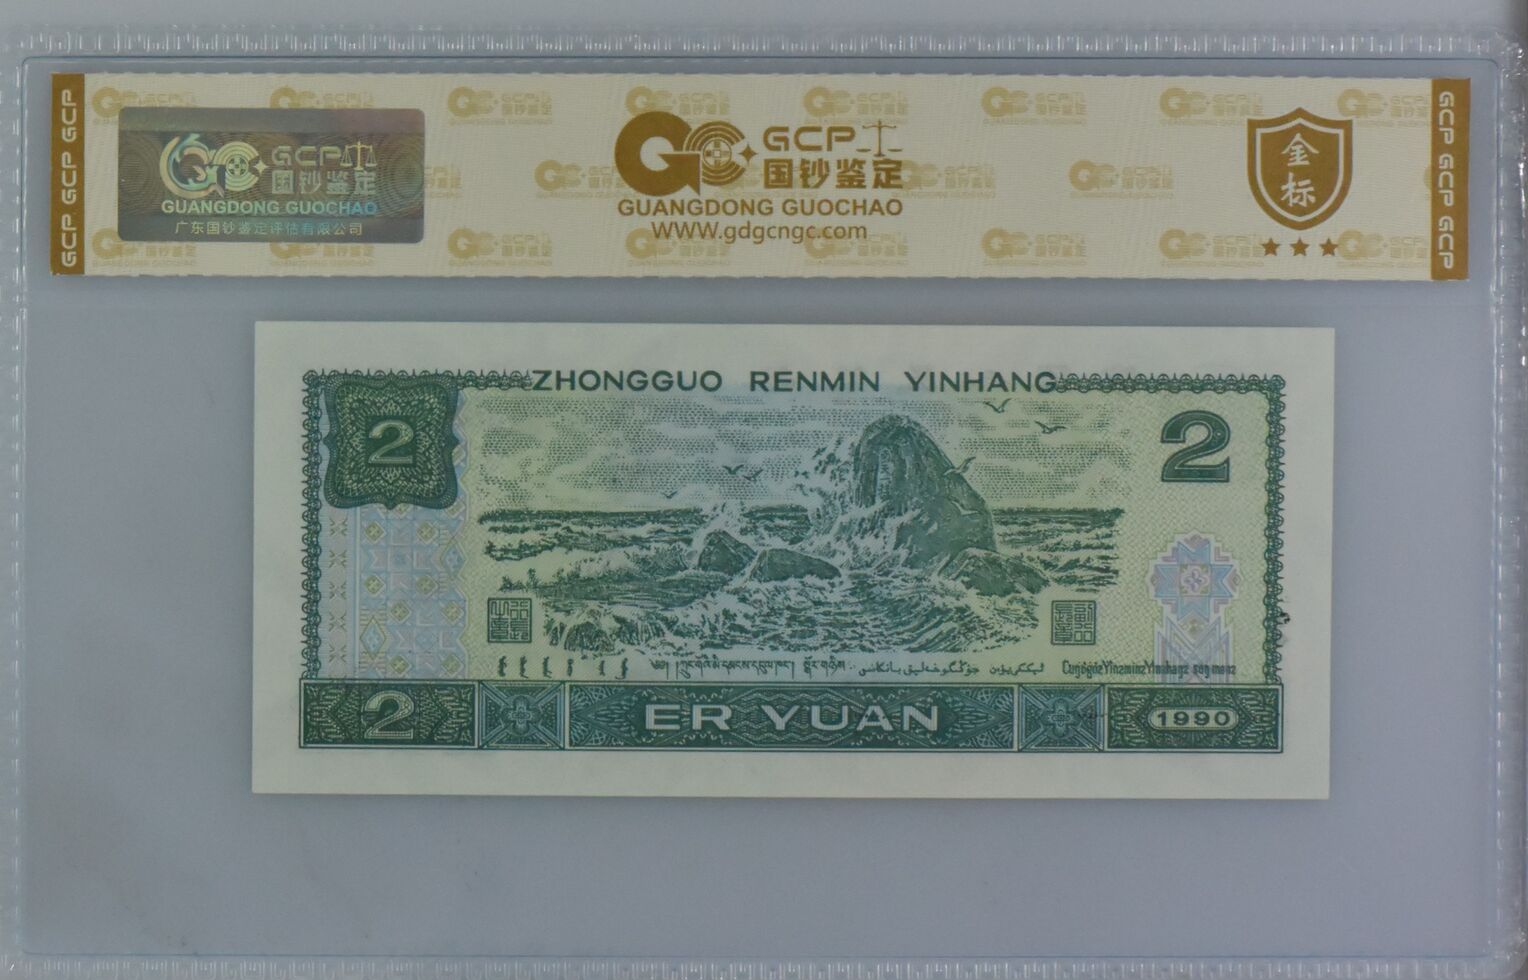 GCP GCP GCP
GCP
国钞鉴定
GUANGDONG GUOCHAO
广东国钞鉴定评估有限公司
GCP
国钞鉴定
GUANGDONG GUOCHAO
WWW.gdgcngc.com
金标
GCP GCP GCP
ZHONGGUO RENMIN YINHANG
2
2
2
ER YUAN
1990